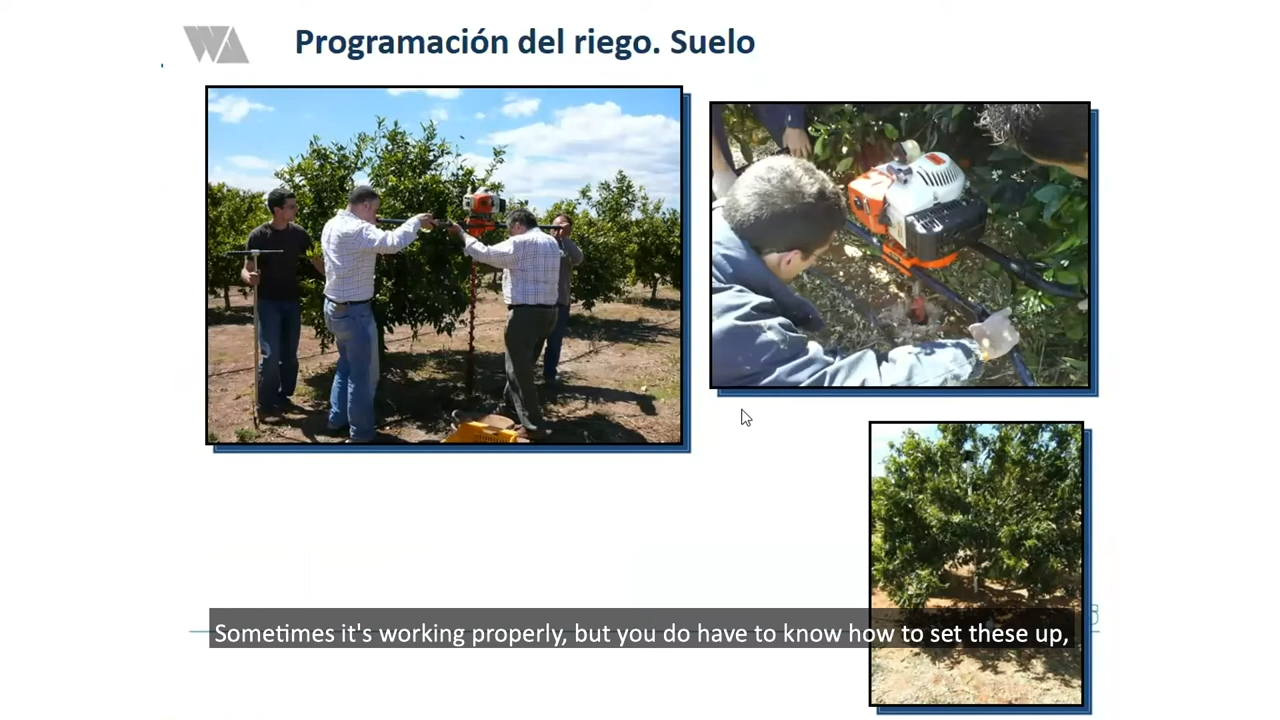 WA
Programación del riego. Suelo
Sometimes it's working properly, but you do have to know how to set these up,